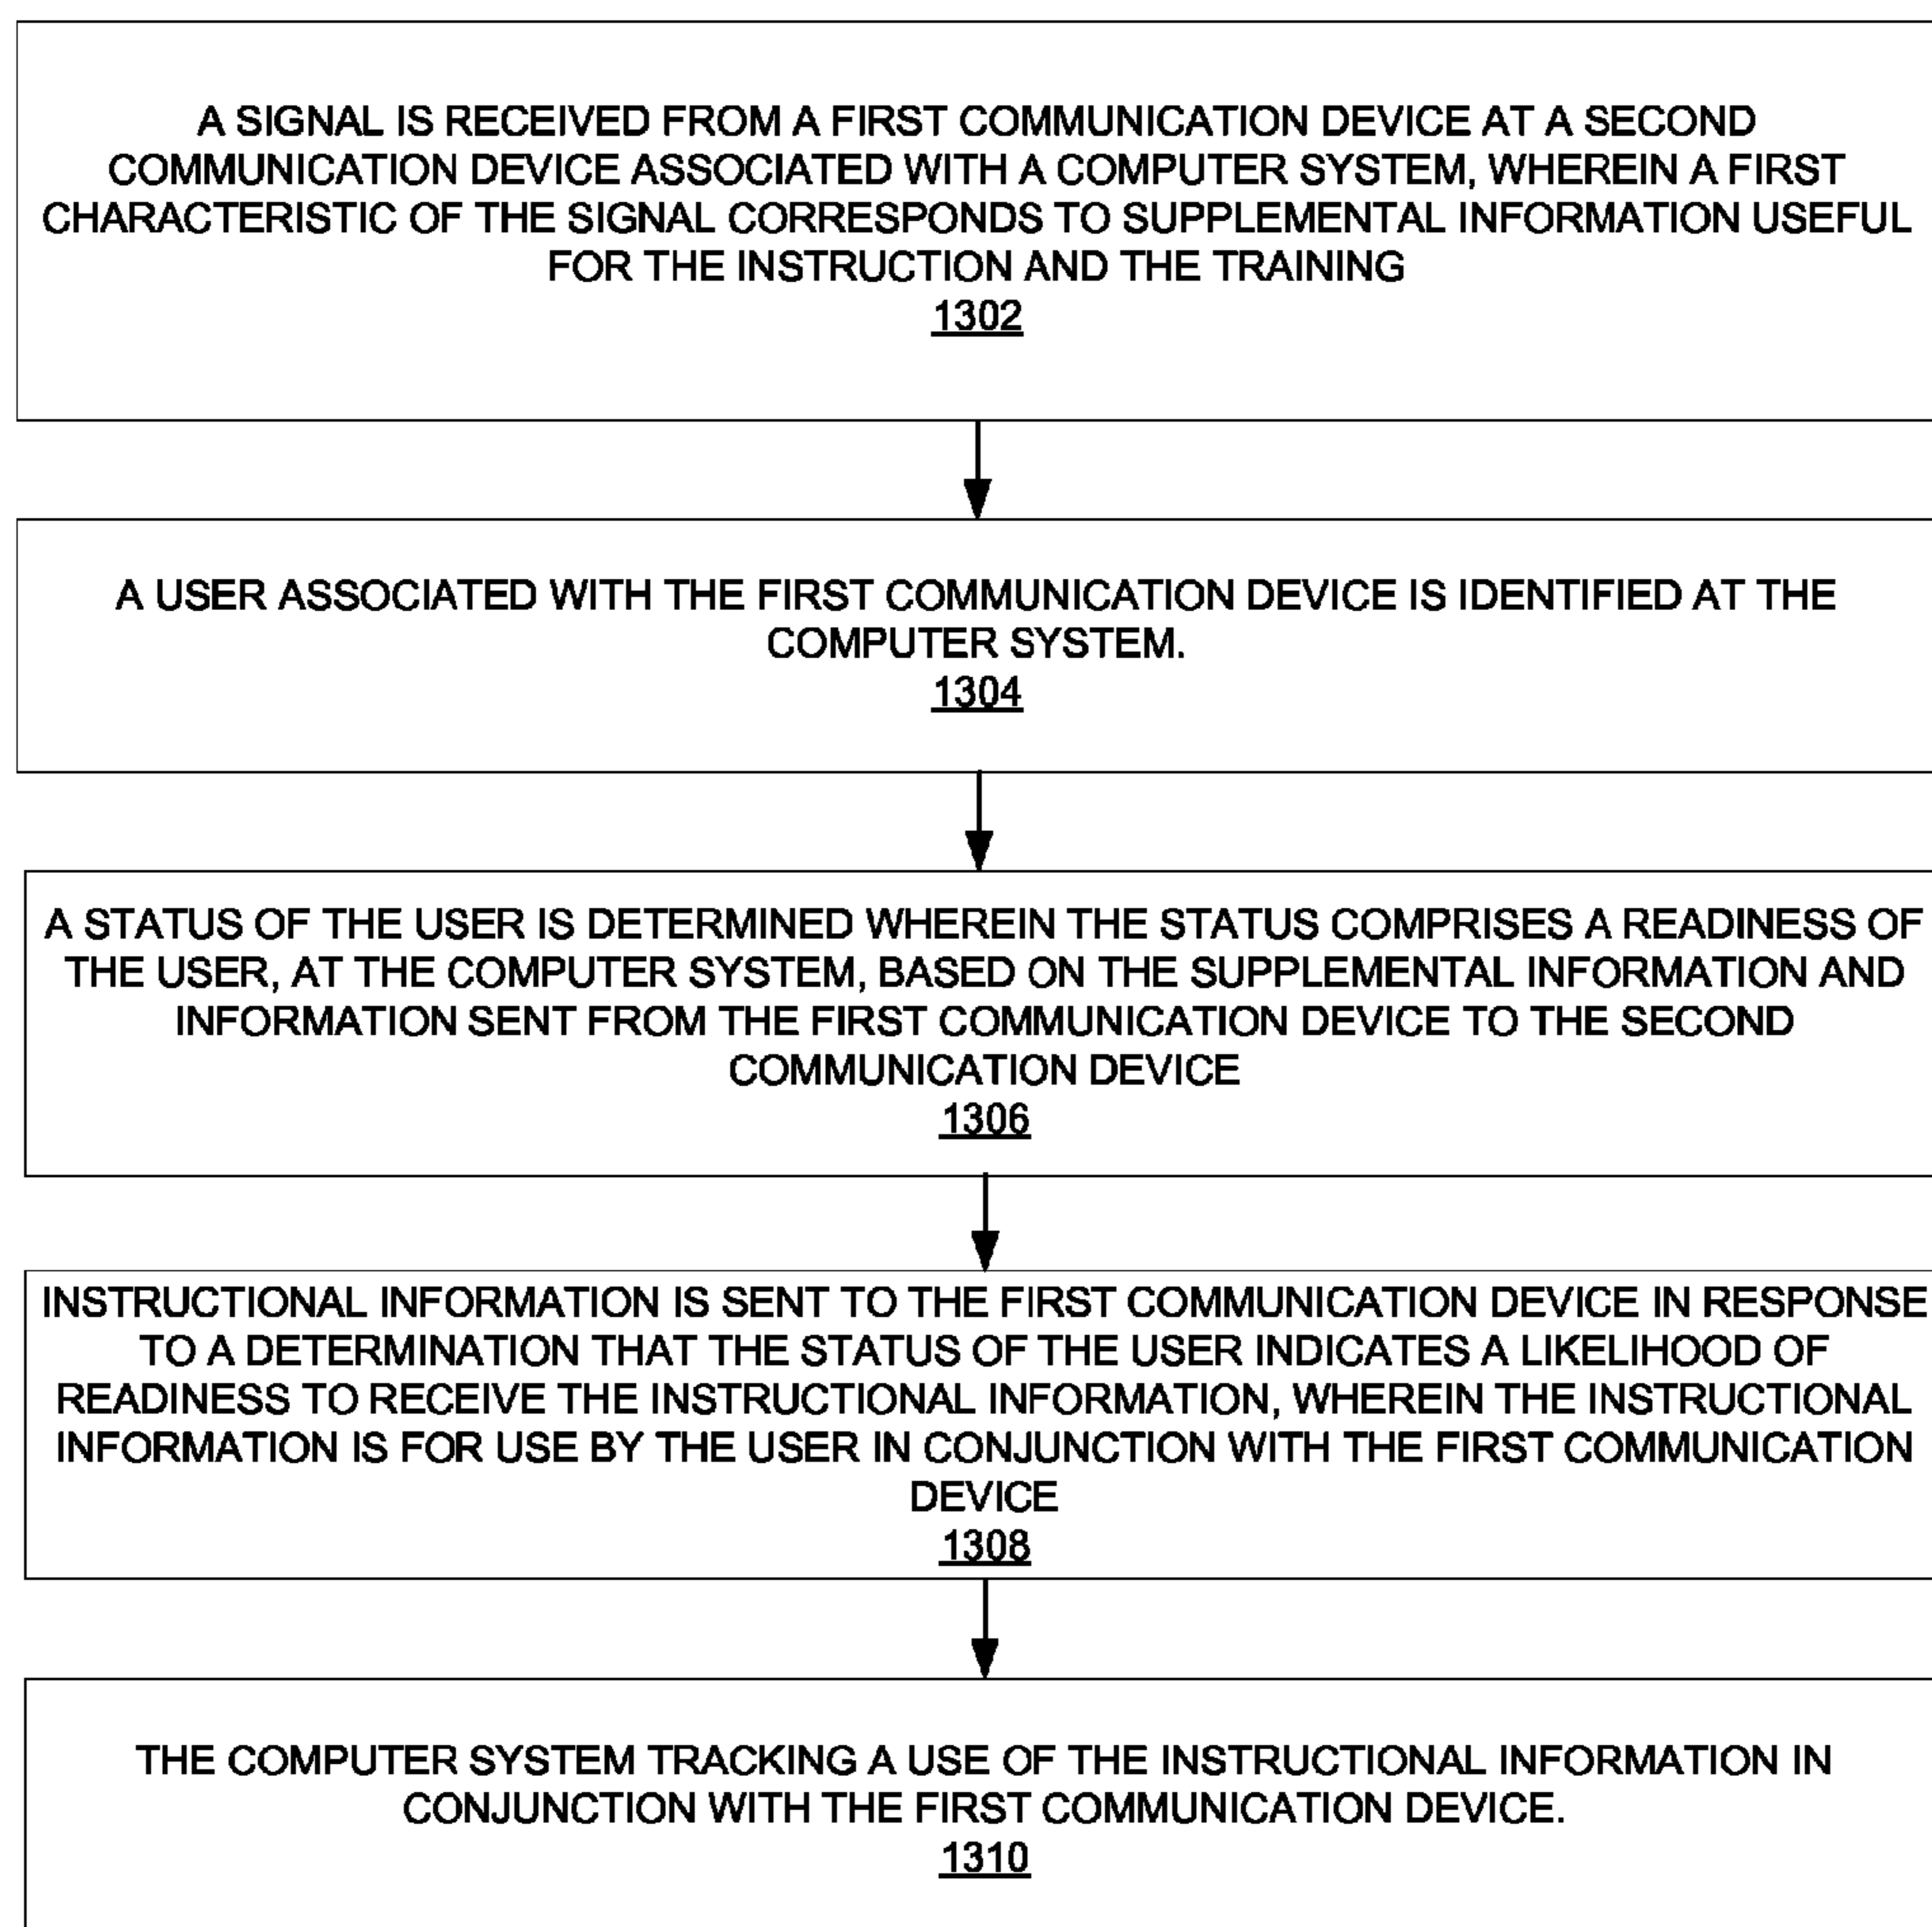 A SIGNAL IS RECEIVED FROM A FIRST COMMUNICATION DEVICE AT A SECOND
COMMUNICATION DEVICE ASSOCIATED WITH A COMPUTER SYSTEM, WHEREIN A FIRST
CHARACTERISTIC OF THE SIGNAL CORRESPONDS TO SUPPLEMENTAL INFORMATION USEFUL
FOR THE INSTRUCTION AND THE TRAINING
1302
A USER ASSOCIATED WITH THE FIRST COMMUNICATION DEVICE IS IDENTIFIED AT THE
COMPUTER SYSTEM.
1304
A STATUS OF THE USER IS DETERMINED WHEREIN THE STATUS COMPRISES A READINESS OF
THE USER, AT THE COMPUTER SYSTEM, BASED ON THE SUPPLEMENTAL INFORMATION AND
INFORMATION SENT FROM THE FIRST COMMUNICATION DEVICE TO THE SECOND
COMMUNICATION DEVICE
1306
INSTRUCTIONAL INFORMATION IS SENT TO THE FIRST COMMUNICATION DEVICE IN RESPONSE
TO A DETERMINATION THAT THE STATUS OF THE USER INDICATES A LIKELIHOOD OF
READINESS TO RECEIVE THE INSTRUCTIONAL INFORMATION, WHEREIN THE INSTRUCTIONAL
INFORMATION IS FOR USE BY THE USER IN CONJUNCTION WITH THE FIRST COMMUNICATION
DEVICE
1308
THE COMPUTER SYSTEM TRACKING A USE OF THE INSTRUCTIONAL INFORMATION IN
CONJUNCTION WITH THE FIRST COMMUNICATION DEVICE.
1310